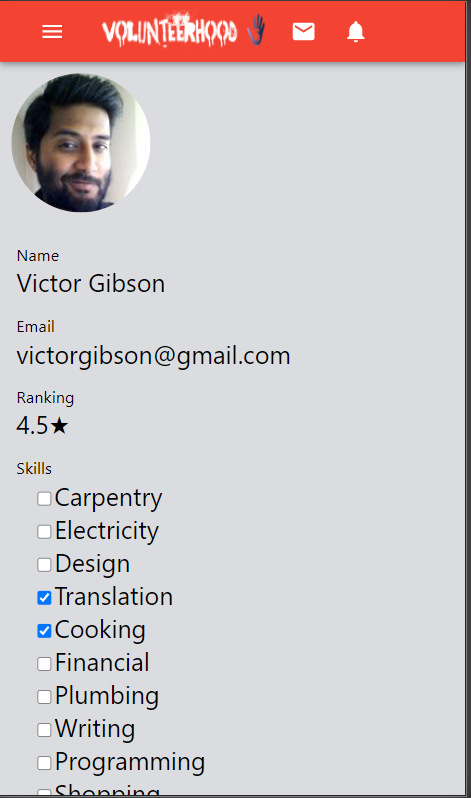 VOLUNTEERHOOD
Name
Victor Gibson
Email
victorgibson@gmail.com
Ranking
4.5★
Skills
Carpentry
Electricity
Design
Translation
Cooking
Financial
Plumbing
Writing
Programming
Shopping